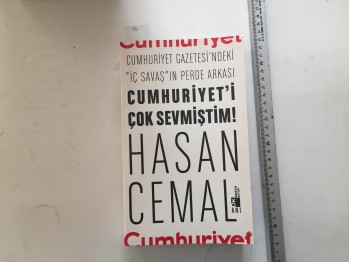 Cumhuriyet
CUMHURİYET GAZETESİ'NDEKİ
"İÇ SAVAŞ"IN PERDE ARKASI
CUMHURİYET'İ
ÇOK SEVMİŞTİM!
HASAN
CEMAL
Cumhuriyet